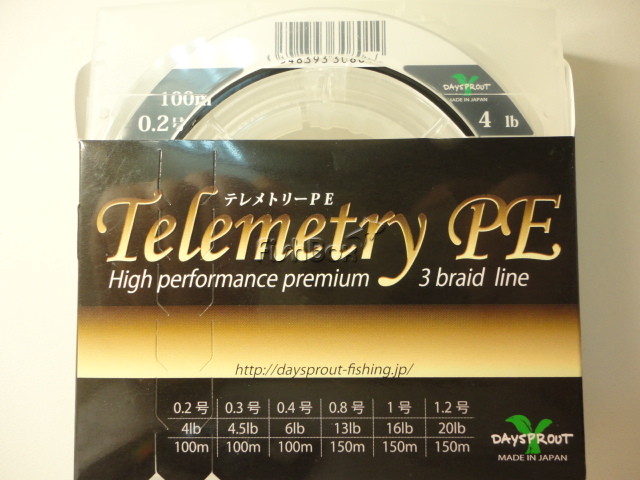 100m
0.2号
DAYSPROUT
MADE IN JAPAN
4 lb
テレメトリーPE
Telemetry PE
High performance premium 3 braid line
http://daysprout-fishing.jp/
0.2号 0.3号 0.4号 0.8号 1号 1.2号
4lb 4.5lb 6lb 13lb 16lb 20lb
100m 100m 100m 150m 150m 150m
DAYSPROUT
MADE IN JAPAN